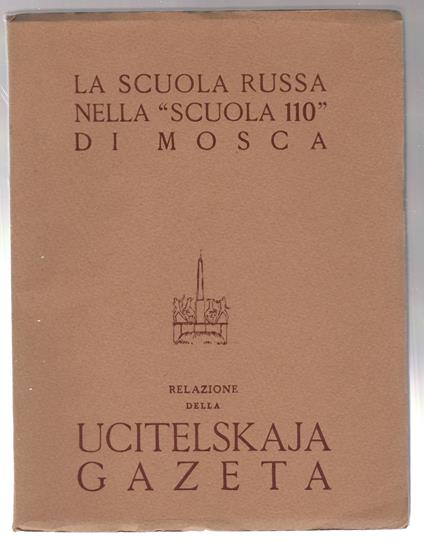 LA SCUOLA RUSSA
NELLA “SCUOLA 110”
DI MOSCA
RELAZIONE
DELLA
UCITELSKAJA
GAZETA